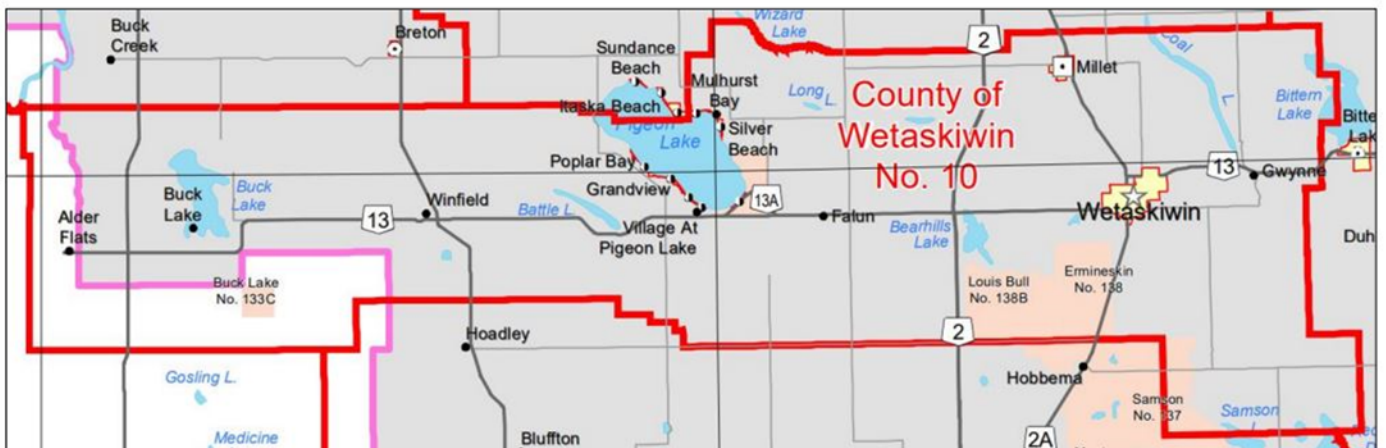 Buck
Creek
Breton
Wizard
Lake
2
Coal
L.
Sundance
Beach
Millet
Mulhurst
Bay
Long L.
County of
Wetaskiwin
No. 10
Bittern
Lake
Itaska Beach
Pigeon
Lake
Silver
Beach
Bitte
Lak
Poplar Bay
13
Gwynne
Buck
Lake
Buck
Lake
Grandview
13A
Winfield
Battle L.
Alder
Flats
13
Falun
Wetaskiwin
Village At
Pigeon Lake
Bearhills
Lake
Duh
Buck Lake
No. 133C
Louis Bull
No. 138B
Ermineskin
No. 138
2
Hoadley
Gosling L.
Hobbema
Samson
No. 137
Samson
L.
Medicine
Bluffton
2A